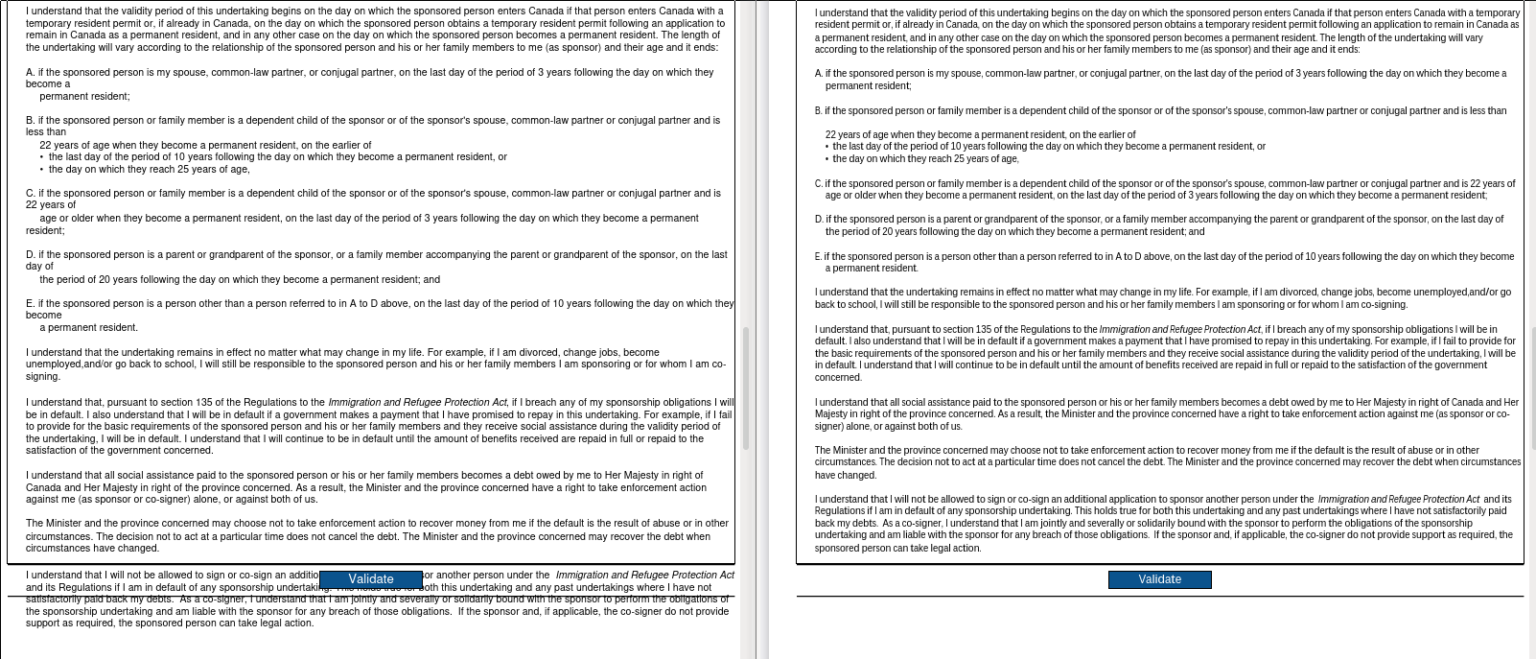 I understand that the validity period of this undertaking begins on the day on which the sponsored person enters Canada if that person enters Canada with a
temporary resident permit or, if already in Canada, on the day on which the sponsored person obtains a temporary resident permit following an application to
remain in Canada as a permanent resident, and in any other case on the day on which the sponsored person becomes a permanent resident. The length of
the undertaking will vary according to the relationship of the sponsored person and his or her family members to me (as sponsor) and their age and it ends:
A. if the sponsored person is my spouse, common-law partner, or conjugal partner, on the last day of the period of 3 years following the day on which they
become a
permanent resident;
B. if the sponsored person or family member is a dependent child of the sponsor or of the sponsor's spouse, common-law partner or conjugal partner and is
less than
22 years of age when they become a permanent resident, on the earlier of
• the last day of the period of 10 years following the day on which they become a permanent resident, or
• the day on which they reach 25 years of age,
C. if the sponsored person or family member is a dependent child of the sponsor or of the sponsor's spouse, common-law partner or conjugal partner and is
22 years of
age or older when they become a permanent resident, on the last day of the period of 3 years following the day on which they become a permanent
resident;
D. if the sponsored person is a parent or grandparent of the sponsor, or a family member accompanying the parent or grandparent of the sponsor, on the last
day of
the period of 20 years following the day on which they become a permanent resident; and
E. if the sponsored person is a person other than a person referred to in A to D above, on the last day of the period of 10 years following the day on which they
become
a permanent resident.
I understand that the undertaking remains in effect no matter what may change in my life. For example, if I am divorced, change jobs, become
unemployed,and/or go back to school, I will still be responsible to the sponsored person and his or her family members I am sponsoring or for whom I am co-
signing.
I understand that, pursuant to section 135 of the Regulations to the Immigration and Refugee Protection Act, if I breach any of my sponsorship obligations I will
be in default. I also understand that I will be in default if a government makes a payment that I have promised to repay in this undertaking. For example, if I fail
to provide for the basic requirements of the sponsored person and his or her family members and they receive social assistance during the validity period of
the undertaking, I will be in default. I understand that I will continue to be in default until the amount of benefits received are repaid in full or repaid to the
satisfaction of the government concerned.
I understand that all social assistance paid to the sponsored person or his or her family members becomes a debt owed by me to Her Majesty in right of
Canada and Her Majesty in right of the province concerned. As a result, the Minister and the province concerned have a right to take enforcement action
against me (as sponsor or co-signer) alone, or against both of us.
The Minister and the province concerned may choose not to take enforcement action to recover money from me if the default is the result of abuse or in other
circumstances. The decision not to act at a particular time does not cancel the debt. The Minister and the province concerned may recover the debt when
circumstances have changed.
I understand that I will not be allowed to sign or co-sign an additio Validate sor another person under the Immigration and Refugee Protection Act
and its Regulations if I am in default of any sponsorship undertaking. This holds true for both this undertaking and any past undertakings where I have not
satisfactorily paid back my debts. As a co-signer, I understand that I am jointly and severally or solidarily bound with the sponsor to perform the obligations of
the sponsorship undertaking and am liable with the sponsor for any breach of those obligations. If the sponsor and, if applicable, the co-signer do not provide
support as required, the sponsored person can take legal action.
I understand that the validity period of this undertaking begins on the day on which the sponsored person enters Canada if that person enters Canada with a temporary
resident permit or, if already in Canada, on the day on which the sponsored person obtains a temporary resident permit following an application to remain in Canada as
a permanent resident, and in any other case on the day on which the sponsored person becomes a permanent resident. The length of the undertaking will vary
according to the relationship of the sponsored person and his or her family members to me (as sponsor) and their age and it ends:
A. if the sponsored person is my spouse, common-law partner, or conjugal partner, on the last day of the period of 3 years following the day on which they become a
permanent resident;
B. if the sponsored person or family member is a dependent child of the sponsor or of the sponsor's spouse, common-law partner or conjugal partner and is less than
22 years of age when they become a permanent resident, on the earlier of
• the last day of the period of 10 years following the day on which they become a permanent resident, or
• the day on which they reach 25 years of age,
C. if the sponsored person or family member is a dependent child of the sponsor or of the sponsor's spouse, common-law partner or conjugal partner and is 22 years of
age or older when they become a permanent resident, on the last day of the period of 3 years following the day on which they become a permanent resident;
D. if the sponsored person is a parent or grandparent of the sponsor, or a family member accompanying the parent or grandparent of the sponsor, on the last day of
the period of 20 years following the day on which they become a permanent resident; and
E. if the sponsored person is a person other than a person referred to in A to D above, on the last day of the period of 10 years following the day on which they become
a permanent resident.
I understand that the undertaking remains in effect no matter what may change in my life. For example, if I am divorced, change jobs, become unemployed,and/or go
back to school, I will still be responsible to the sponsored person and his or her family members I am sponsoring or for whom I am co-signing.
I understand that, pursuant to section 135 of the Regulations to the Immigration and Refugee Protection Act, if I breach any of my sponsorship obligations I will be in
default. I also understand that I will be in default if a government makes a payment that I have promised to repay in this undertaking. For example, if I fail to provide for
the basic requirements of the sponsored person and his or her family members and they receive social assistance during the validity period of the undertaking, I will be
in default. I understand that I will continue to be in default until the amount of benefits received are repaid in full or repaid to the satisfaction of the government
concerned.
I understand that all social assistance paid to the sponsored person or his or her family members becomes a debt owed by me to Her Majesty in right of Canada and Her
Majesty in right of the province concerned. As a result, the Minister and the province concerned have a right to take enforcement action against me (as sponsor or co-
signer) alone, or against both of us.
The Minister and the province concerned may choose not to take enforcement action to recover money from me if the default is the result of abuse or in other
circumstances. The decision not to act at a particular time does not cancel the debt. The Minister and the province concerned may recover the debt when circumstances
have changed.
I understand that I will not be allowed to sign or co-sign an additional application to sponsor another person under the Immigration and Refugee Protection Act and its
Regulations if I am in default of any sponsorship undertaking. This holds true for both this undertaking and any past undertakings where I have not satisfactorily paid
back my debts. As a co-signer, I understand that I am jointly and severally or solidarily bound with the sponsor to perform the obligations of the sponsorship
undertaking and am liable with the sponsor for any breach of those obligations. If the sponsor and, if applicable, the co-signer do not provide support as required, the
sponsored person can take legal action.
Validate